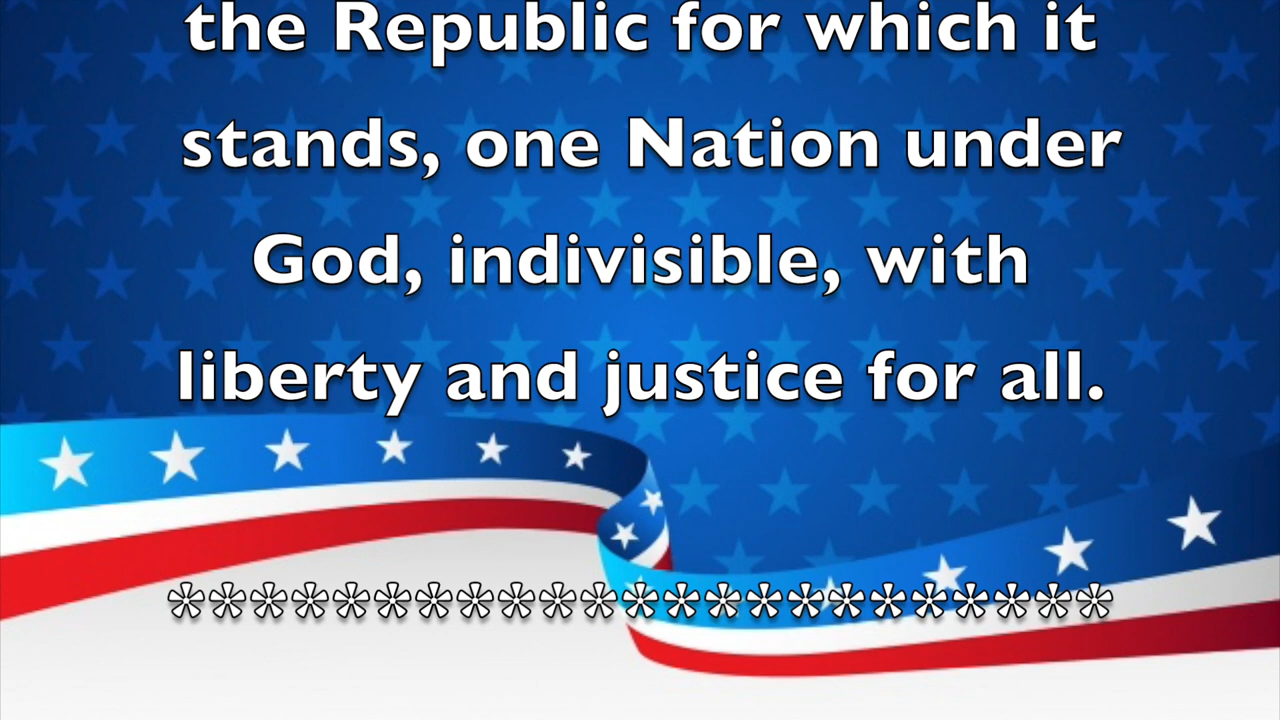 the Republic for which it
stands, one Nation under
God, indivisible, with
liberty and justice for all.
***********************